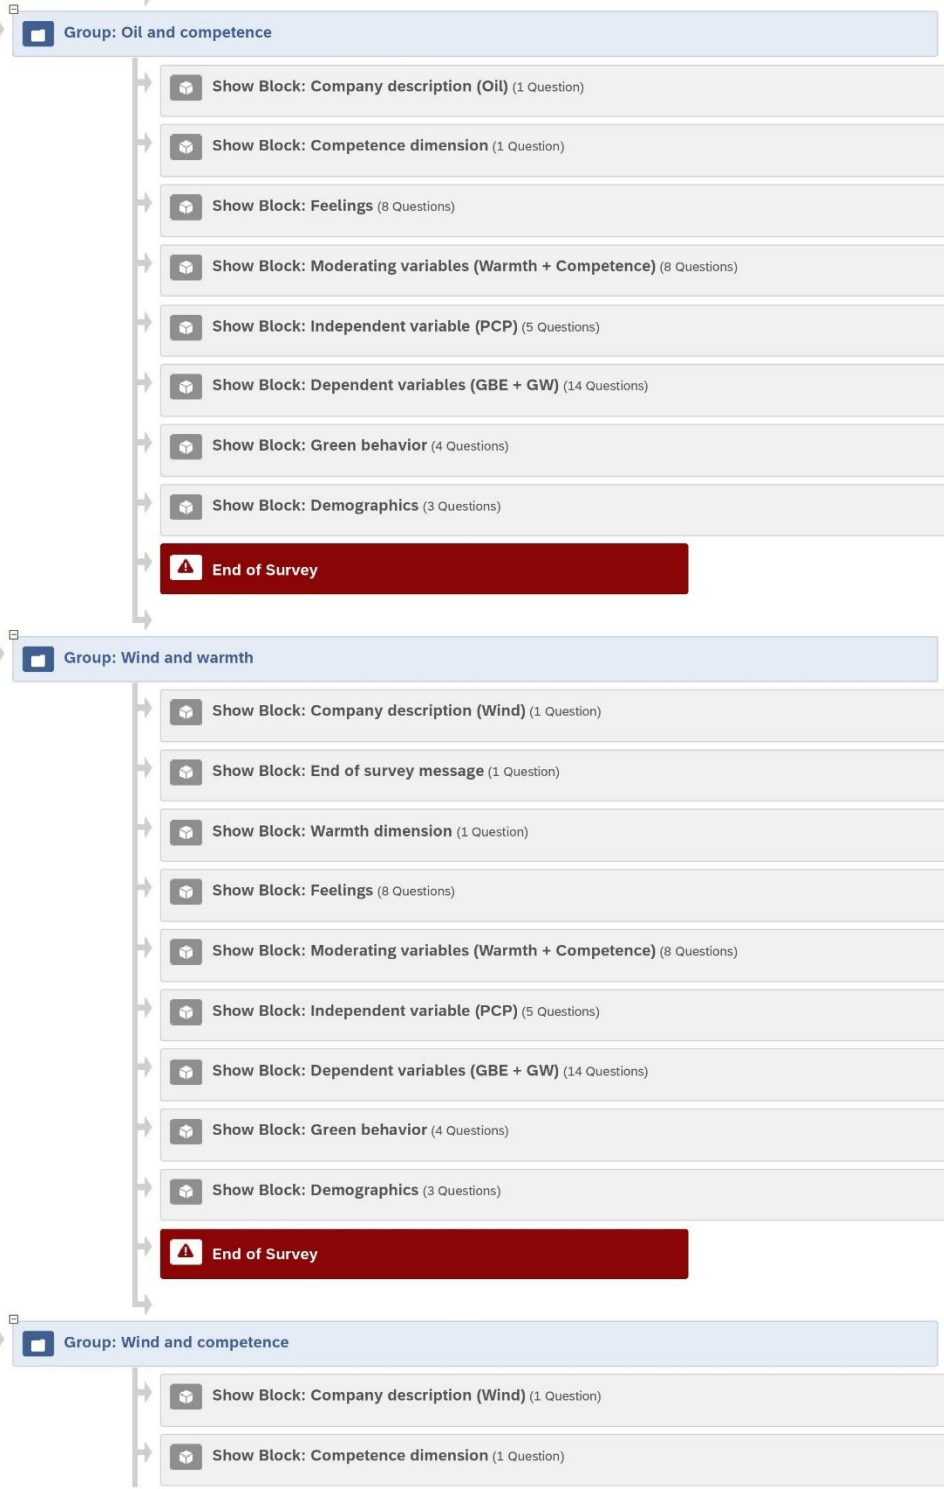 Group: Oil and competence
Show Block: Company description (Oil) (1 Question)
Show Block: Competence dimension (1 Question)
Show Block: Feelings (8 Questions)
Show Block: Moderating variables (Warmth + Competence) (8 Questions)
Show Block: Independent variable (PCP) (5 Questions)
Show Block: Dependent variables (GBE + GW) (14 Questions)
Show Block: Green behavior (4 Questions)
Show Block: Demographics (3 Questions)
End of Survey
Group: Wind and warmth
Show Block: Company description (Wind) (1 Question)
Show Block: End of survey message (1 Question)
Show Block: Warmth dimension (1 Question)
Show Block: Feelings (8 Questions)
Show Block: Moderating variables (Warmth + Competence) (8 Questions)
Show Block: Independent variable (PCP) (5 Questions)
Show Block: Dependent variables (GBE + GW) (14 Questions)
Show Block: Green behavior (4 Questions)
Show Block: Demographics (3 Questions)
End of Survey
Group: Wind and competence
Show Block: Company description (Wind) (1 Question)
Show Block: Competence dimension (1 Question)